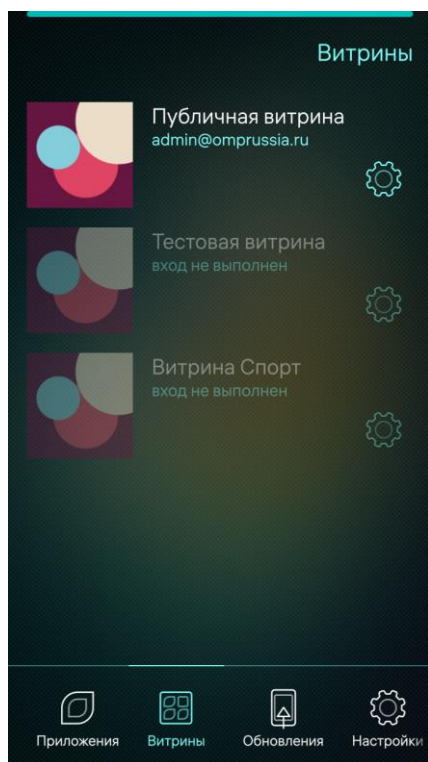 Витрины
Публичная витрина
admin@omprussia.ru
Тестовая витрина
вход не выполнен
Витрина Спорт
вход не выполнен
Приложения Витрины Обновления Настройки